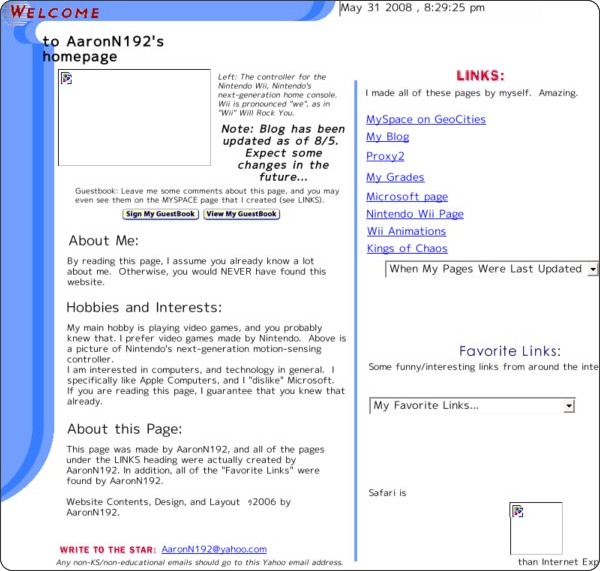 WELCOME
May 31 2008 , 8:29:25 pm
to AaronN192's
homepage
Left: The controller for the
Nintendo Wii, Nintendo's
next-generation home console.
Wii is pronounced "we", as in
"Wii" Will Rock You.
Note: Blog has been
updated as of 8/5.
Expect some
changes in the
future...
Guestbook: Leave me some comments about this page, and you may
even see them on the MYSPACE page that I created (see LINKS).
Sign My GuestBook View My GuestBook
About Me:
By reading this page, I assume you already know a lot
about me. Otherwise, you would NEVER have found this
website.
Hobbies and Interests:
My main hobby is playing video games, and you probably
knew that. I prefer video games made by Nintendo. Above is
a picture of Nintendo's next-generation motion-sensing
controller.
I am interested in computers, and technology in general. I
specifically like Apple Computers, and I "dislike" Microsoft.
If you are reading this page, I guarantee that you knew that
already.
About this Page:
This page was made by AaronN192, and all of the pages
under the LINKS heading were actually created by
AaronN192. In addition, all of the "Favorite Links" were
found by AaronN192.
Website Contents, Design, and Layout 2006 by
AaronN192.
WRITE TO THE STAR: AaronN192@yahoo.com
Any non-KS/non-educational emails should go to this Yahoo email address.
LINKS:
I made all of these pages by myself. Amazing.
MySpace on GeoCities
My Blog
Proxy2
My Grades
Microsoft page
Nintendo Wii Page
Wii Animations
Kings of Chaos
When My Pages Were Last Updated
Favorite Links:
Some funny/interesting links from around the inte
My Favorite Links...
Safari is
than Internet Exp